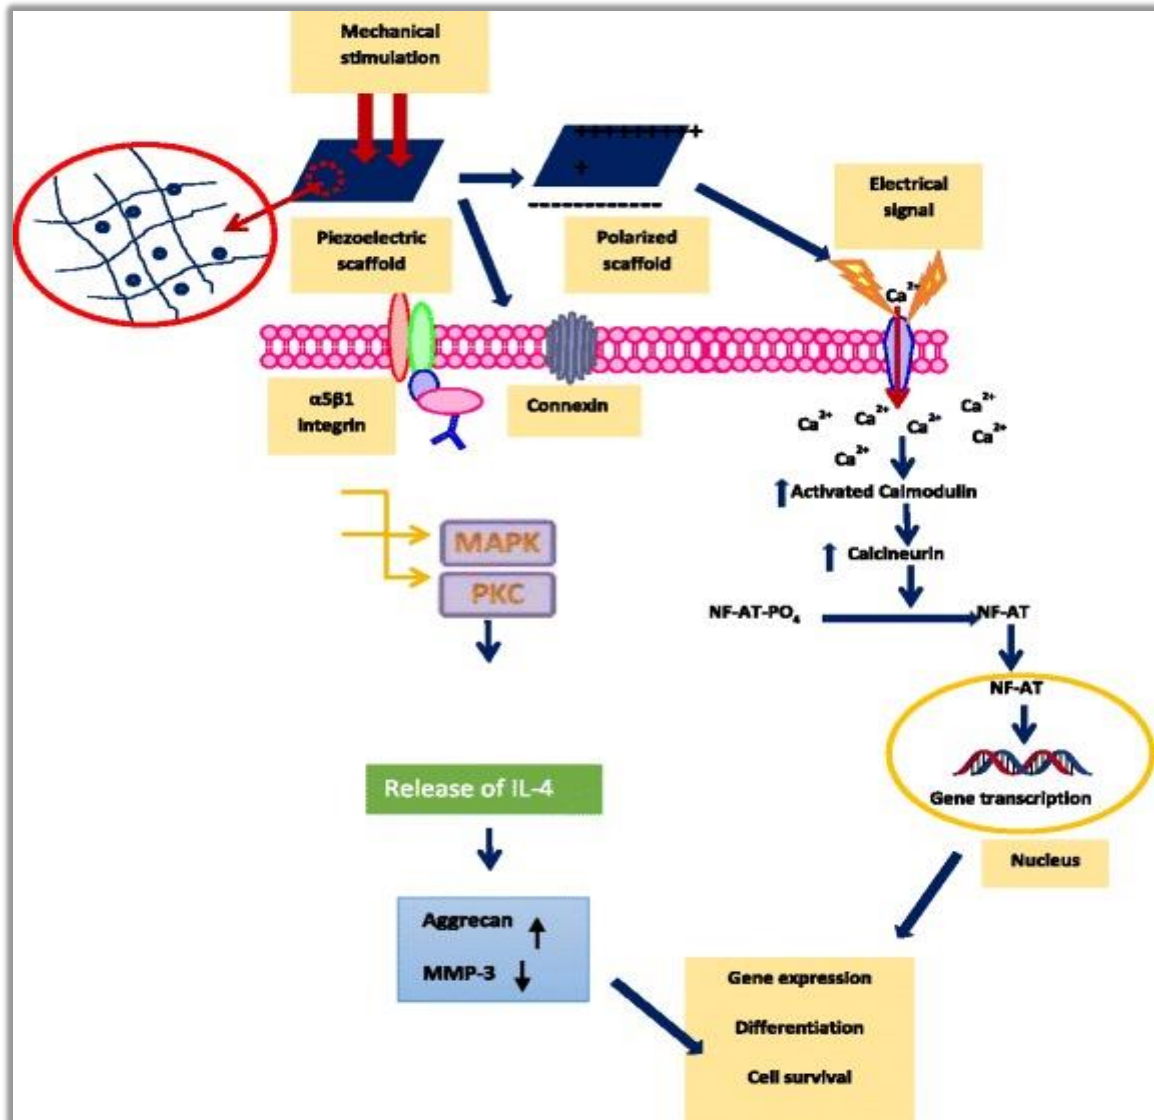 Mechanical
stimulation
+++++++++
+
------------
Piezoelectric
scaffold
Polarized
scaffold
Electrical
signal
Ca2+
α5β1
integrin
Connexin
Ca2+
Ca2+
Ca2+
Ca2+
Ca2+
Ca2+
Activated Calmodulin
Calcineurin
MAPK
PKC
NF-AT-PO4
NF-AT
NF-AT
Gene transcription
Nucleus
Release of IL-4
Aggrecan
MMP-3
Gene expression
Differentiation
Cell survival